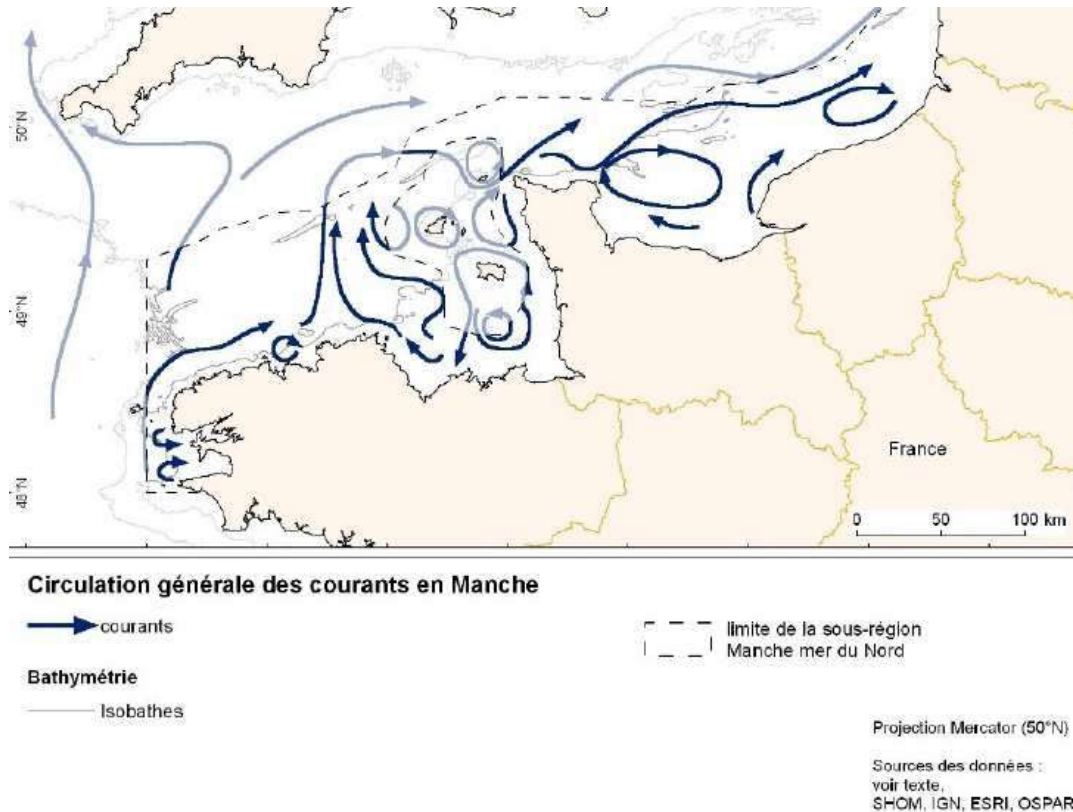 50°N
49°N
48°N
France
0 50 100 km
Circulation générale des courants en Manche
courants
limite de la sous-région
Manche mer du Nord
Bathymétrie
Isobathes
Projection Mercator (50°N)
Sources des données :
voir texte,
SHOM, IGN, ESRI, OSPAR